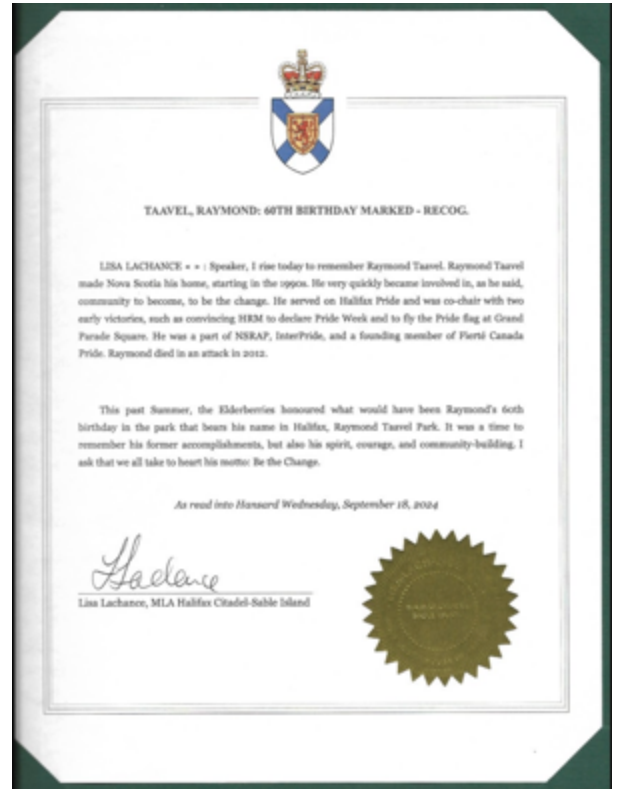 TAAVEL, RAYMOND: 60TH BIRTHDAY MARKED - RECOG.
LISA LACHANCE « » : Speaker, I rise today to remember Raymond Taavel. Raymond Taavel
made Nova Scotia his home, starting in the 1990s. He very quickly became involved in, as he said,
community to become, to be the change. He served on Halifax Pride and was co-chair with two
early victories, such as convincing HRM to declare Pride Week and to fly the Pride flag at Grand
Parade Square. He was a part of NSRAP, InterPride, and a founding member of Fierté Canada
Pride. Raymond died in an attack in 2012.
This past Summer, the Elderberries honoured what would have been Raymond's 60th
birthday in the park that bears his name in Halifax, Raymond Taavel Park. It was a time to
remember his former accomplishments, but also his spirit, courage, and community-building. I
ask that we all take to heart his motto: Be the Change.
As read into Hansard Wednesday, September 18, 2024
Lisa Lachance, MLA Halifax Citadel-Sable Island